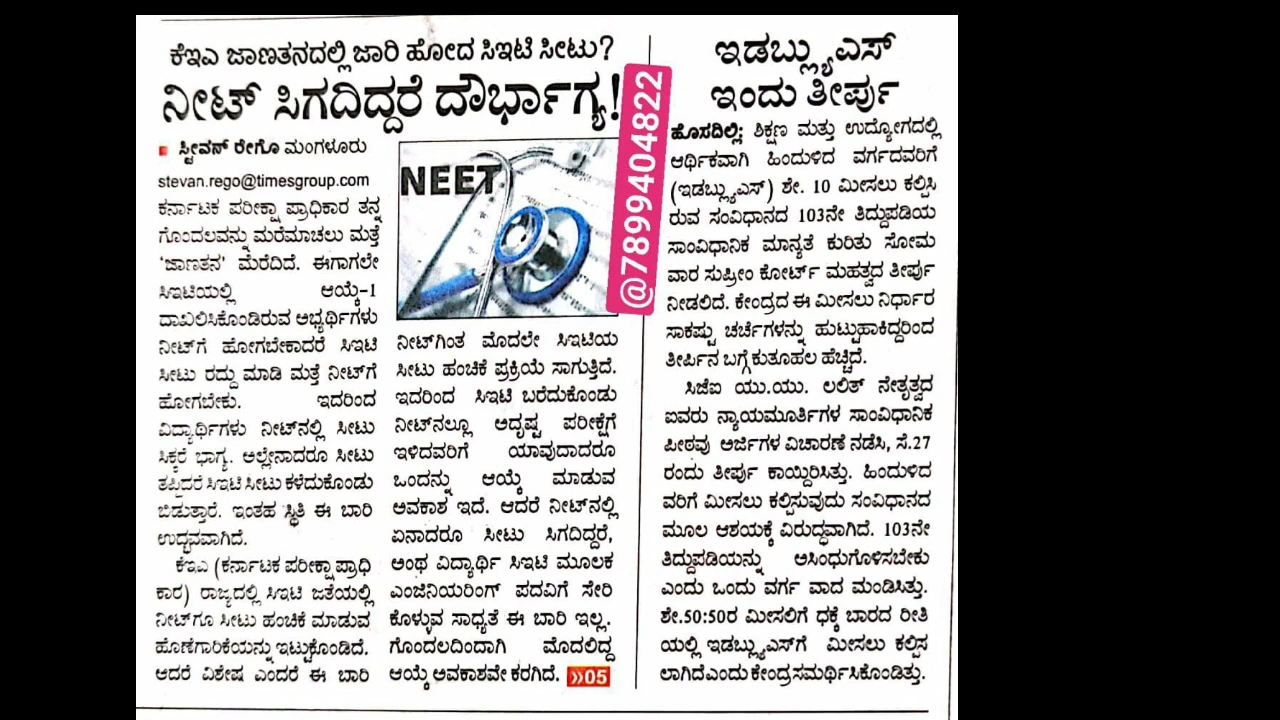 ಕೆಇಎ ಜಾಣತನದಲ್ಲಿ ಜಾರಿ ಹೋದ ಸಿಇಟಿ ಸೀಟು?
ನೀಟ್ ಸಿಗದಿದ್ದರೆ ದೌರ್ಭಾಗ್ಯ!
ಸ್ಟೀವನ್ ರೇಗೊ ಮಂಗಳೂರು
stevan.rego@timesgroup.com
ಕರ್ನಾಟಕ ಪರೀಕ್ಷಾ ಪ್ರಾಧಿಕಾರ ತನ್ನ
ಗೊಂದಲವನ್ನು ಮರೆಮಾಚಲು ಮತ್ತೆ
'ಜಾಣತನ' ಮೆರೆದಿದೆ. ಈಗಾಗಲೇ
ಸಿಇಟಿಯಲ್ಲಿ ಆಯ್ಕೆ-1
ದಾಖಲಿಸಿಕೊಂಡಿರುವ ಅಭ್ಯರ್ಥಿಗಳು
ನೀಟ್‌ಗೆ ಹೋಗಬೇಕಾದರೆ ಸಿಇಟಿ
ಸೀಟು ರದ್ದು ಮಾಡಿ ಮತ್ತೆ ನೀಟ್‌ಗೆ
ಹೋಗಬೇಕು. ಇದರಿಂದ
ವಿದ್ಯಾರ್ಥಿಗಳು ನೀಟ್‌ನಲ್ಲಿ ಸೀಟು
ಸಿಕ್ಕರೆ ಭಾಗ್ಯ. ಅಲ್ಲೇನಾದರೂ ಸೀಟು
ತಪ್ಪಿದರೆ ಸಿಇಟಿ ಸೀಟು ಕಳೆದುಕೊಂಡು
ಬಿಡುತ್ತಾರೆ. ಇಂತಹ ಸ್ಥಿತಿ ಈ ಬಾರಿ
ಉದ್ಭವವಾಗಿದೆ.
ಕೆಇಎ (ಕರ್ನಾಟಕ ಪರೀಕ್ಷಾ ಪ್ರಾಧಿ
ಕಾರ) ರಾಜ್ಯದಲ್ಲಿ ಸಿಇಟಿ ಜತೆಯಲ್ಲಿ
ನೀಟ್‌ಗೂ ಸೀಟು ಹಂಚಿಕೆ ಮಾಡುವ
ಹೊಣೆಗಾರಿಕೆಯನ್ನು ಇಟ್ಟುಕೊಂಡಿದೆ.
ಆದರೆ ವಿಶೇಷ ಎಂದರೆ ಈ ಬಾರಿ
NEET
ನೀಟ್‌ಗಿಂತ ಮೊದಲೇ ಸಿಇಟಿಯ
ಸೀಟು ಹಂಚಿಕೆ ಪ್ರಕ್ರಿಯೆ ಸಾಗುತ್ತಿದೆ.
ಇದರಿಂದ ಸಿಇಟಿ ಬರೆದುಕೊಂಡು
ನೀಟ್‌ನಲ್ಲೂ ಅದೃಷ್ಟ ಪರೀಕ್ಷೆಗೆ
ಇಳಿದವರಿಗೆ ಯಾವುದಾದರೂ
ಒಂದನ್ನು ಆಯ್ಕೆ ಮಾಡುವ
ಅವಕಾಶ ಇದೆ. ಆದರೆ ನೀಟ್‌ನಲ್ಲಿ
ಏನಾದರೂ ಸೀಟು ಸಿಗದಿದ್ದರೆ,
ಅಂಥ ವಿದ್ಯಾರ್ಥಿ ಸಿಇಟಿ ಮೂಲಕ
ಎಂಜಿನಿಯರಿಂಗ್ ಪದವಿಗೆ ಸೇರಿ
ಕೊಳ್ಳುವ ಸಾಧ್ಯತೆ ಈ ಬಾರಿ ಇಲ್ಲ.
ಗೊಂದಲದಿಂದಾಗಿ ಮೊದಲಿದ್ದ
ಆಯ್ಕೆ ಅವಕಾಶವೇ ಕರಗಿದೆ. »05
@7899404822
ಇಡಬ್ಲ್ಯುಎಸ್
ಇಂದು ತೀರ್ಪು
ಹೊಸದಿಲ್ಲಿ: ಶಿಕ್ಷಣ ಮತ್ತು ಉದ್ಯೋಗದಲ್ಲಿ
ಆರ್ಥಿಕವಾಗಿ ಹಿಂದುಳಿದ ವರ್ಗದವರಿಗೆ
(ಇಡಬ್ಲ್ಯುಎಸ್) ಶೇ. 10 ಮೀಸಲು ಕಲ್ಪಿಸಿ
ರುವ ಸಂವಿಧಾನದ 103ನೇ ತಿದ್ದುಪಡಿಯ
ಸಾಂವಿಧಾನಿಕ ಮಾನ್ಯತೆ ಕುರಿತು ಸೋಮ
ವಾರ ಸುಪ್ರೀಂ ಕೋರ್ಟ್ ಮಹತ್ವದ ತೀರ್ಪು
ನೀಡಲಿದೆ. ಕೇಂದ್ರದ ಈ ಮೀಸಲು ನಿರ್ಧಾರ
ಸಾಕಷ್ಟು ಚರ್ಚೆಗಳನ್ನು ಹುಟ್ಟುಹಾಕಿದ್ದರಿಂದ
ತೀರ್ಪಿನ ಬಗ್ಗೆ ಕುತೂಹಲ ಹೆಚ್ಚಿದೆ.
ಸಿಜೆಐ ಯು.ಯು. ಲಲಿತ್ ನೇತೃತ್ವದ
ಐವರು ನ್ಯಾಯಮೂರ್ತಿಗಳ ಸಾಂವಿಧಾನಿಕ
ಪೀಠವು ಅರ್ಜಿಗಳ ವಿಚಾರಣೆ ನಡೆಸಿ, ಸೆ.27
ರಂದು ತೀರ್ಪು ಕಾಯ್ದಿರಿಸಿತ್ತು. ಹಿಂದುಳಿದ
ವರಿಗೆ ಮೀಸಲು ಕಲ್ಪಿಸುವುದು ಸಂವಿಧಾನದ
ಮೂಲ ಆಶಯಕ್ಕೆ ವಿರುದ್ಧವಾಗಿದೆ. 103ನೇ
ತಿದ್ದುಪಡಿಯನ್ನು ಅಸಿಂಧುಗೊಳಿಸಬೇಕು
ಎಂದು ಒಂದು ವರ್ಗ ವಾದ ಮಂಡಿಸಿತ್ತು.
ಶೇ.50:50ರ ಮೀಸಲಿಗೆ ಧಕ್ಕೆ ಬಾರದ ರೀತಿ
ಯಲ್ಲಿ ಇಡಬ್ಲ್ಯುಎಸ್‌ಗೆ ಮೀಸಲು ಕಲ್ಪಿಸ
ಲಾಗಿದೆ ಎಂದು ಕೇಂದ್ರ ಸಮರ್ಥಿಸಿಕೊಂಡಿತ್ತು.